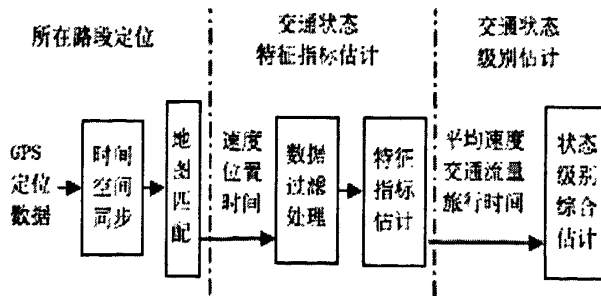 所在路段定位
交通状态
特征指标估计
交通状态
级别估计
GPS
定位
数据
时间
空间
同步
地
图
匹
配
速度
位置
时间
数据
过滤
处理
特征
指标
估计
平均速度
交通流量
旅行时间
状态
级别
综合
估计